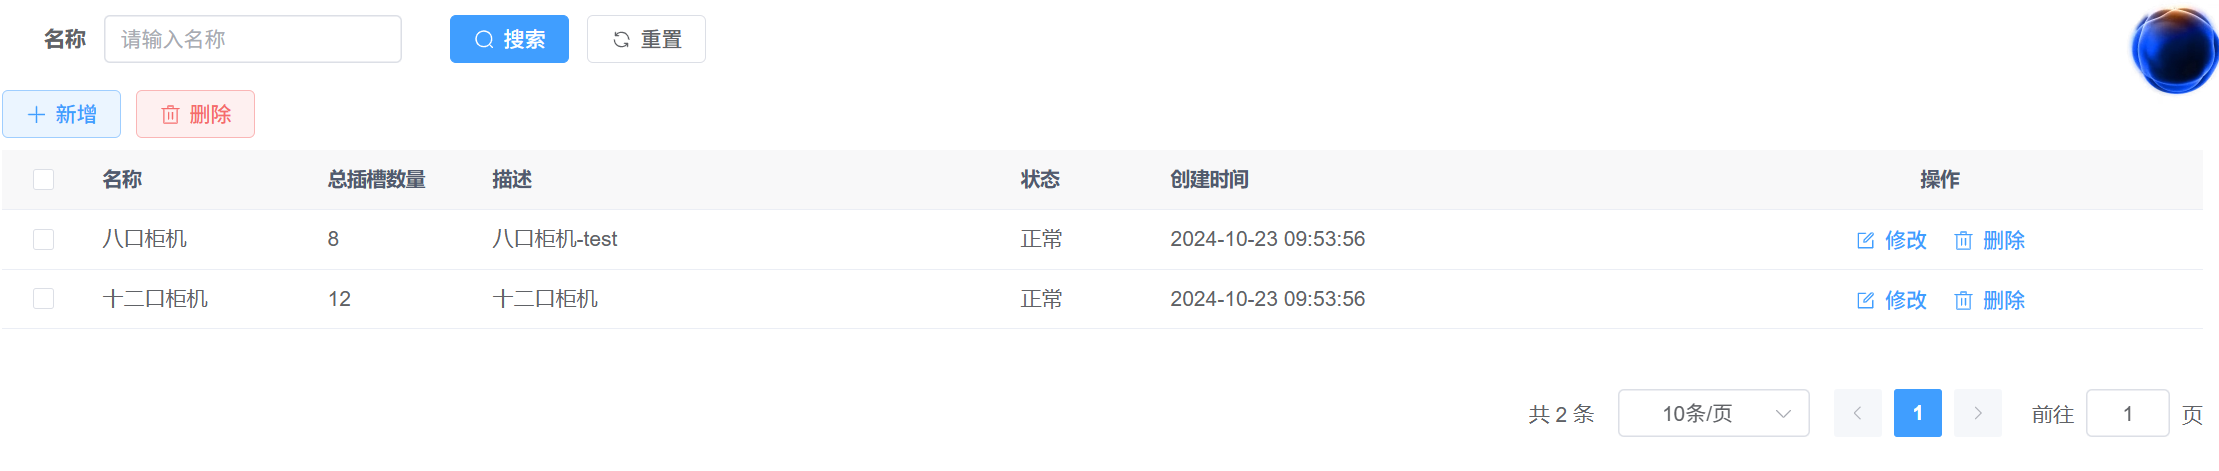 名称 请输入名称 搜索 重置
新增 删除
名称 总插槽数量 描述 状态 创建时间 操作
八口柜机 8 八口柜机-test 正常 2024-10-23 09:53:56 修改 删除
十二口柜机 12 十二口柜机 正常 2024-10-23 09:53:56 修改 删除
共 2 条 10条/页 1 前往 1 页